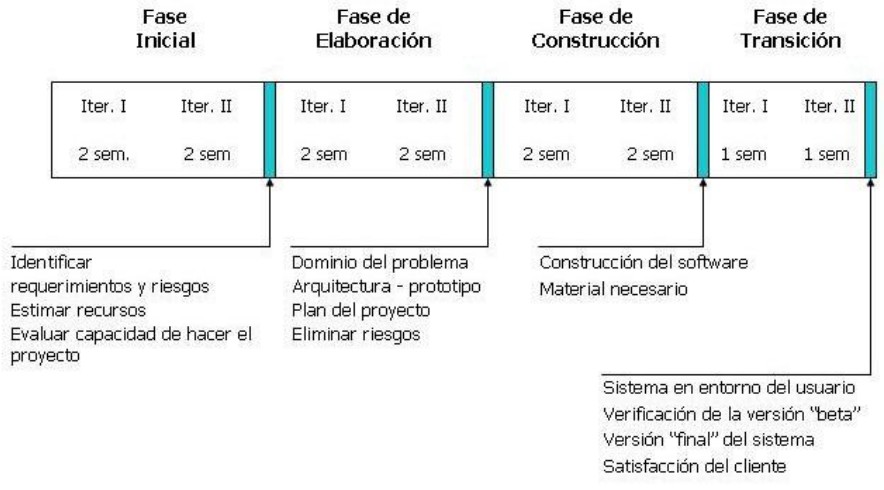 Fase
Inicial
Fase de
Elaboración
Fase de
Construcción
Fase de
Transición
Iter. I
Iter. II
Iter. I
Iter. II
Iter. I
Iter. II
Iter. I
Iter. II
2 sem.
2 sem
2 sem
2 sem
2 sem
2 sem
1 sem
1 sem
Identificar
requerimientos y riesgos
Estimar recursos
Evaluar capacidad de hacer el
proyecto
Dominio del problema
Arquitectura - prototipo
Plan del proyecto
Eliminar riesgos
Construcción del software
Material necesario
Sistema en entorno del usuario
Verificación de la versión "beta"
Versión "final" del sistema
Satisfacción del cliente